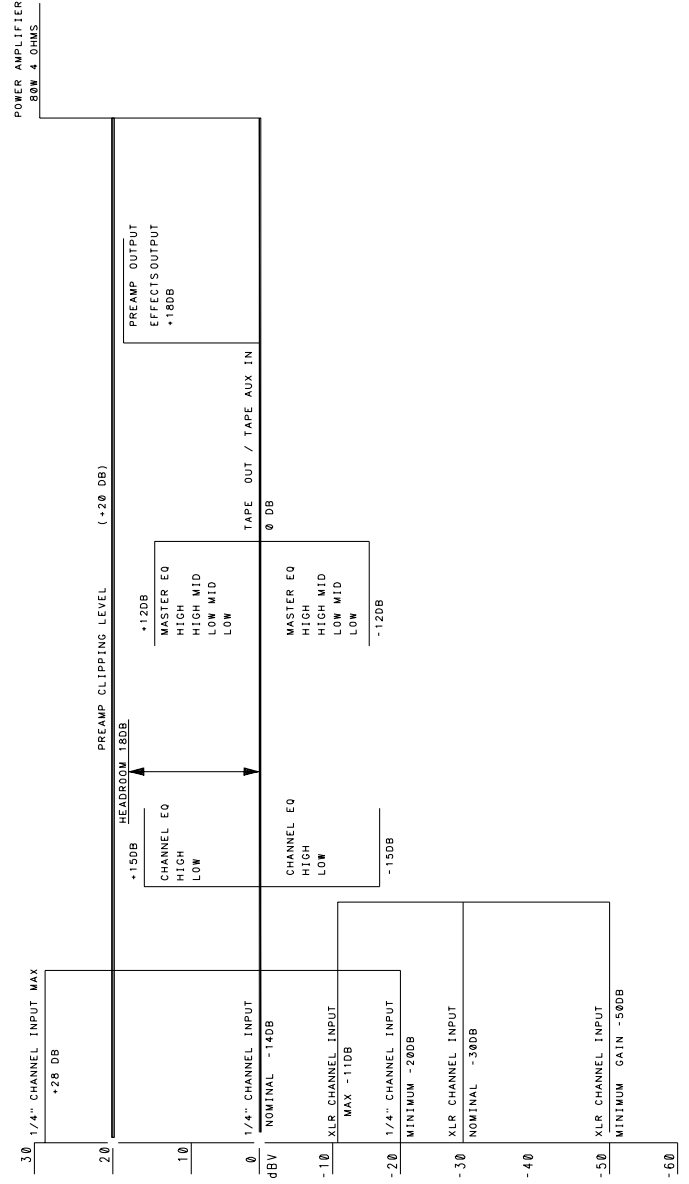 POWER AMPLIFIER
80W 4 OHMS
PREAMP CLIPPING LEVEL (+20 DB)
HEADROOM 18DB
PREAMP OUTPUT
EFFECTSOUTPUT
+18DB
TAPE OUT / TAPE AUX IN
0 DB
+12DB
MASTER EQ
HIGH
HIGH MID
LOW MID
LOW
MASTER EQ
HIGH
HIGH MID
LOW MID
LOW
-12DB
+15DB
CHANNEL EQ
HIGH
LOW
CHANNEL EQ
HIGH
LOW
-15DB
1/4" CHANNEL INPUT MAX
+28 DB
1/4" CHANNEL INPUT
NOMINAL -14DB
XLR CHANNEL INPUT
MAX -11DB
1/4" CHANNEL INPUT
MINIMUM -20DB
XLR CHANNEL INPUT
NOMINAL -30DB
XLR CHANNEL INPUT
MINIMUM GAIN -50DB
30
20
10
0
dBV
-10
-20
-30
-40
-50
-60